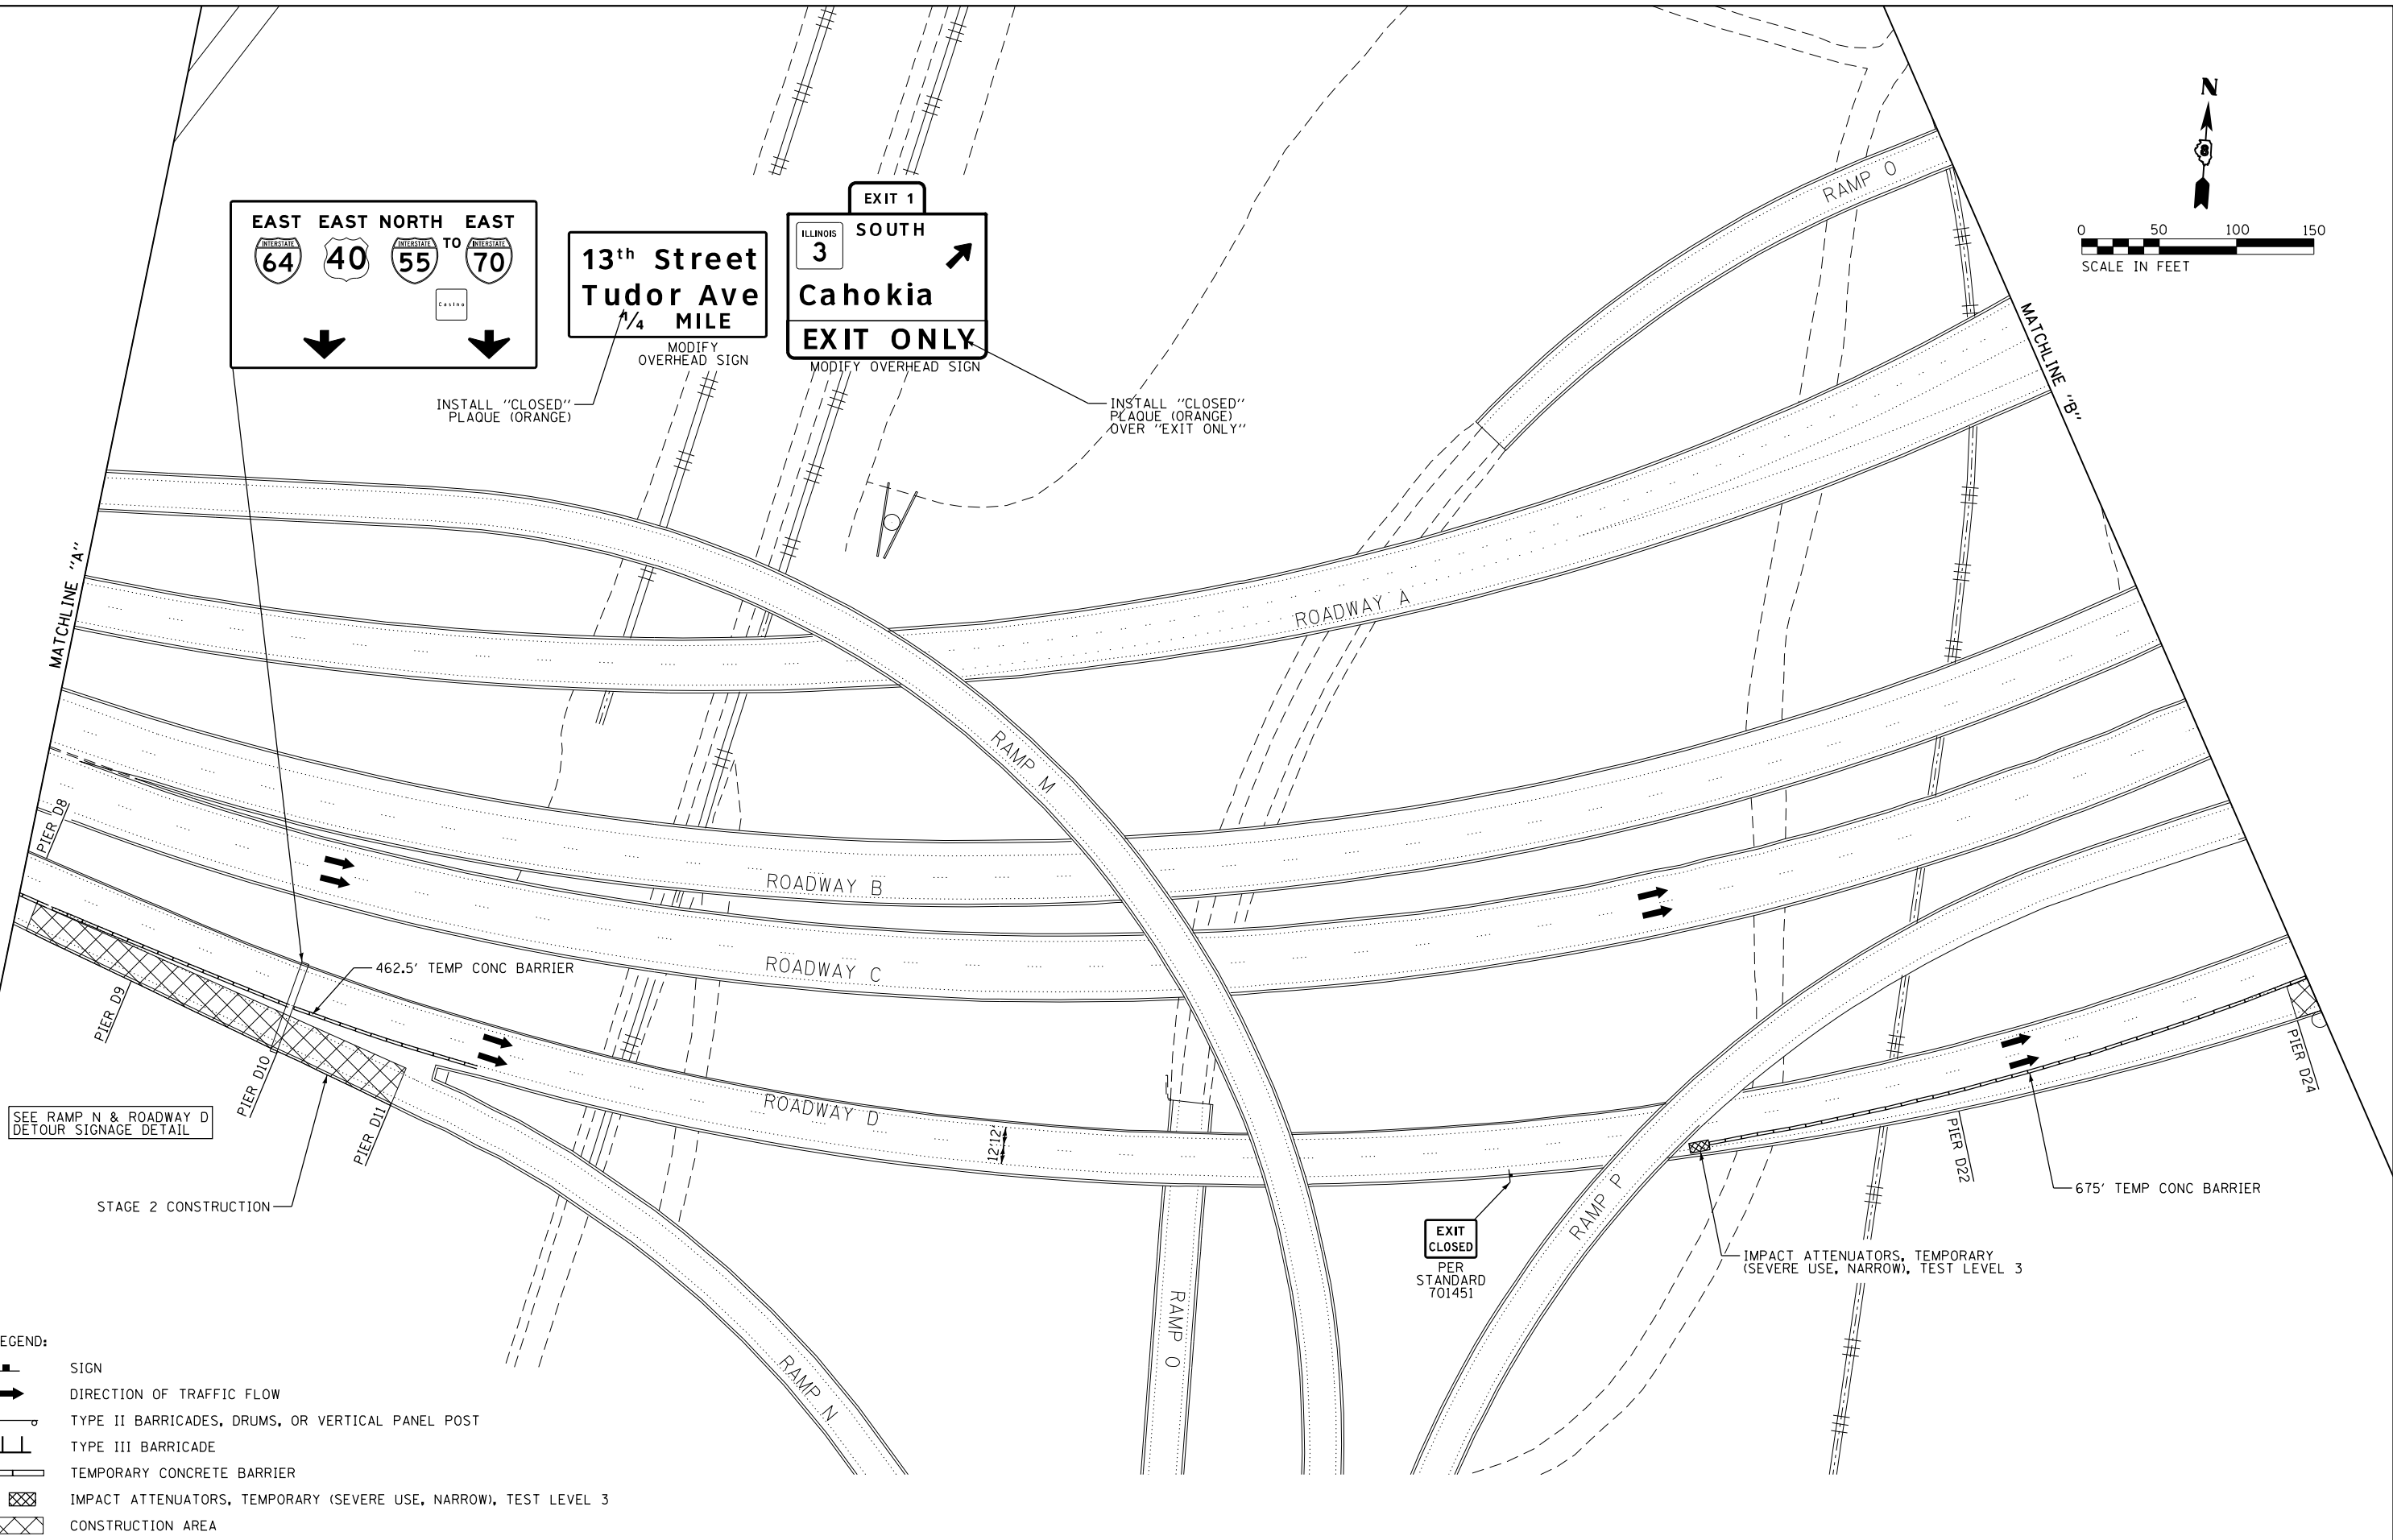 N
8
0 50 100 150
SCALE IN FEET
EAST EAST NORTH EAST
INTERSTATE 64
40
INTERSTATE 55
TO
INTERSTATE 70
Casino
13th Street
Tudor Ave
1/4 MILE
MODIFY
OVERHEAD SIGN
EXIT 1
ILLINOIS
3
SOUTH
Cahokia
EXIT ONLY
MODIFY OVERHEAD SIGN
INSTALL "CLOSED"
PLAQUE (ORANGE)
INSTALL "CLOSED"
PLAQUE (ORANGE)
OVER "EXIT ONLY"
RAMP O
MATCHLINE "B"
MATCHLINE "A"
ROADWAY A
RAMP M
ROADWAY B
ROADWAY C
ROADWAY D
PIER D8
PIER D9
PIER D10
PIER D11
462.5' TEMP CONC BARRIER
SEE RAMP N & ROADWAY D
DETOUR SIGNAGE DETAIL
STAGE 2 CONSTRUCTION
12' 12'
RAMP N
RAMP O
RAMP P
EXIT
CLOSED
PER
STANDARD
701451
PIER D22
PIER D24
675' TEMP CONC BARRIER
IMPACT ATTENUATORS, TEMPORARY
(SEVERE USE, NARROW), TEST LEVEL 3
EGEND:
SIGN
DIRECTION OF TRAFFIC FLOW
TYPE II BARRICADES, DRUMS, OR VERTICAL PANEL POST
TYPE III BARRICADE
TEMPORARY CONCRETE BARRIER
IMPACT ATTENUATORS, TEMPORARY (SEVERE USE, NARROW), TEST LEVEL 3
CONSTRUCTION AREA